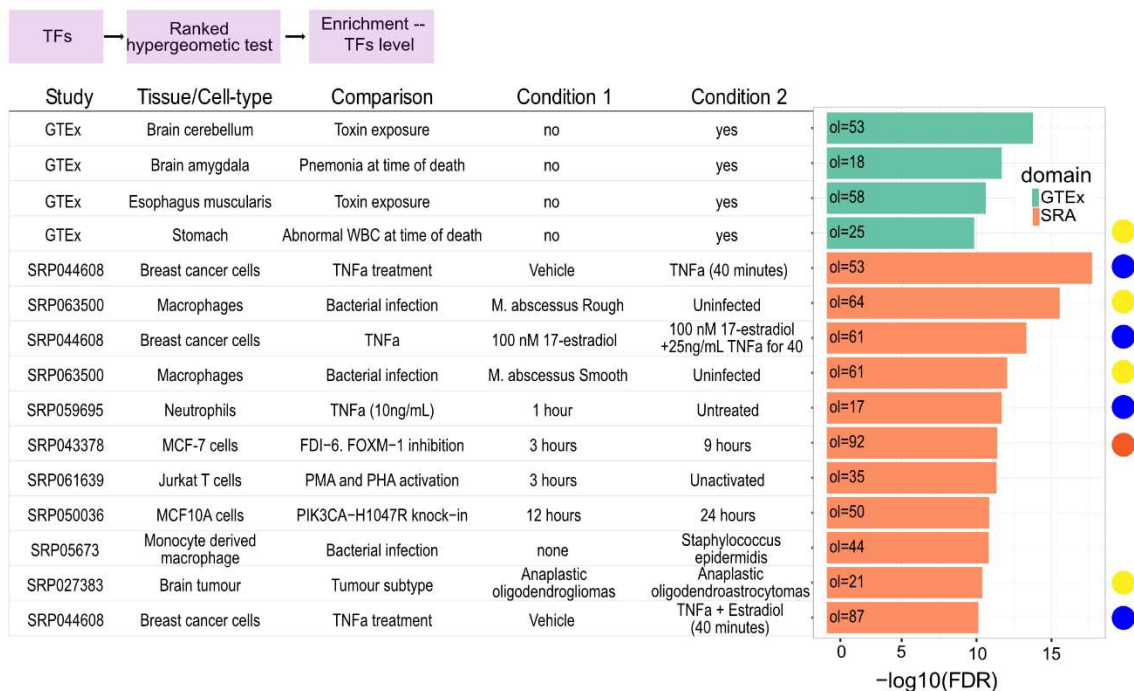 TFs
Ranked
hypergeometic test
Enrichment --
TFs level
Study Tissue/Cell-type Comparison Condition 1 Condition 2
GTEx Brain cerebellum Toxin exposure no yes ol=53
GTEx Brain amygdala Pnemonia at time of death no yes ol=18
GTEx Esophagus muscularis Toxin exposure no yes ol=58
GTEx Stomach Abnormal WBC at time of death no yes ol=25
domain
GTEx
SRA
SRP044608 Breast cancer cells TNFa treatment Vehicle TNFa (40 minutes) ol=53
SRP063500 Macrophages Bacterial infection M. abscessus Rough Uninfected ol=64
SRP044608 Breast cancer cells TNFa 100 nM 17-estradiol 100 nM 17-estradiol
+25ng/mL TNFa for 40 ol=61
SRP063500 Macrophages Bacterial infection M. abscessus Smooth Uninfected ol=61
SRP059695 Neutrophils TNFa (10ng/mL) 1 hour Untreated ol=17
SRP043378 MCF-7 cells FDI-6. FOXM-1 inhibition 3 hours 9 hours ol=92
SRP061639 Jurkat T cells PMA and PHA activation 3 hours Unactivated ol=35
SRP050036 MCF10A cells PIK3CA-H1047R knock-in 12 hours 24 hours ol=50
SRP05673 Monocyte derived
macrophage Bacterial infection none Staphylococcus
epidermidis ol=44
SRP027383 Brain tumour Tumour subtype Anaplastic
oligodendrogliomas Anaplastic
oligodendroastrocytomas ol=21
SRP044608 Breast cancer cells TNFa treatment Vehicle TNFa + Estradiol
(40 minutes) ol=87
0 5 10 15
-log10(FDR)